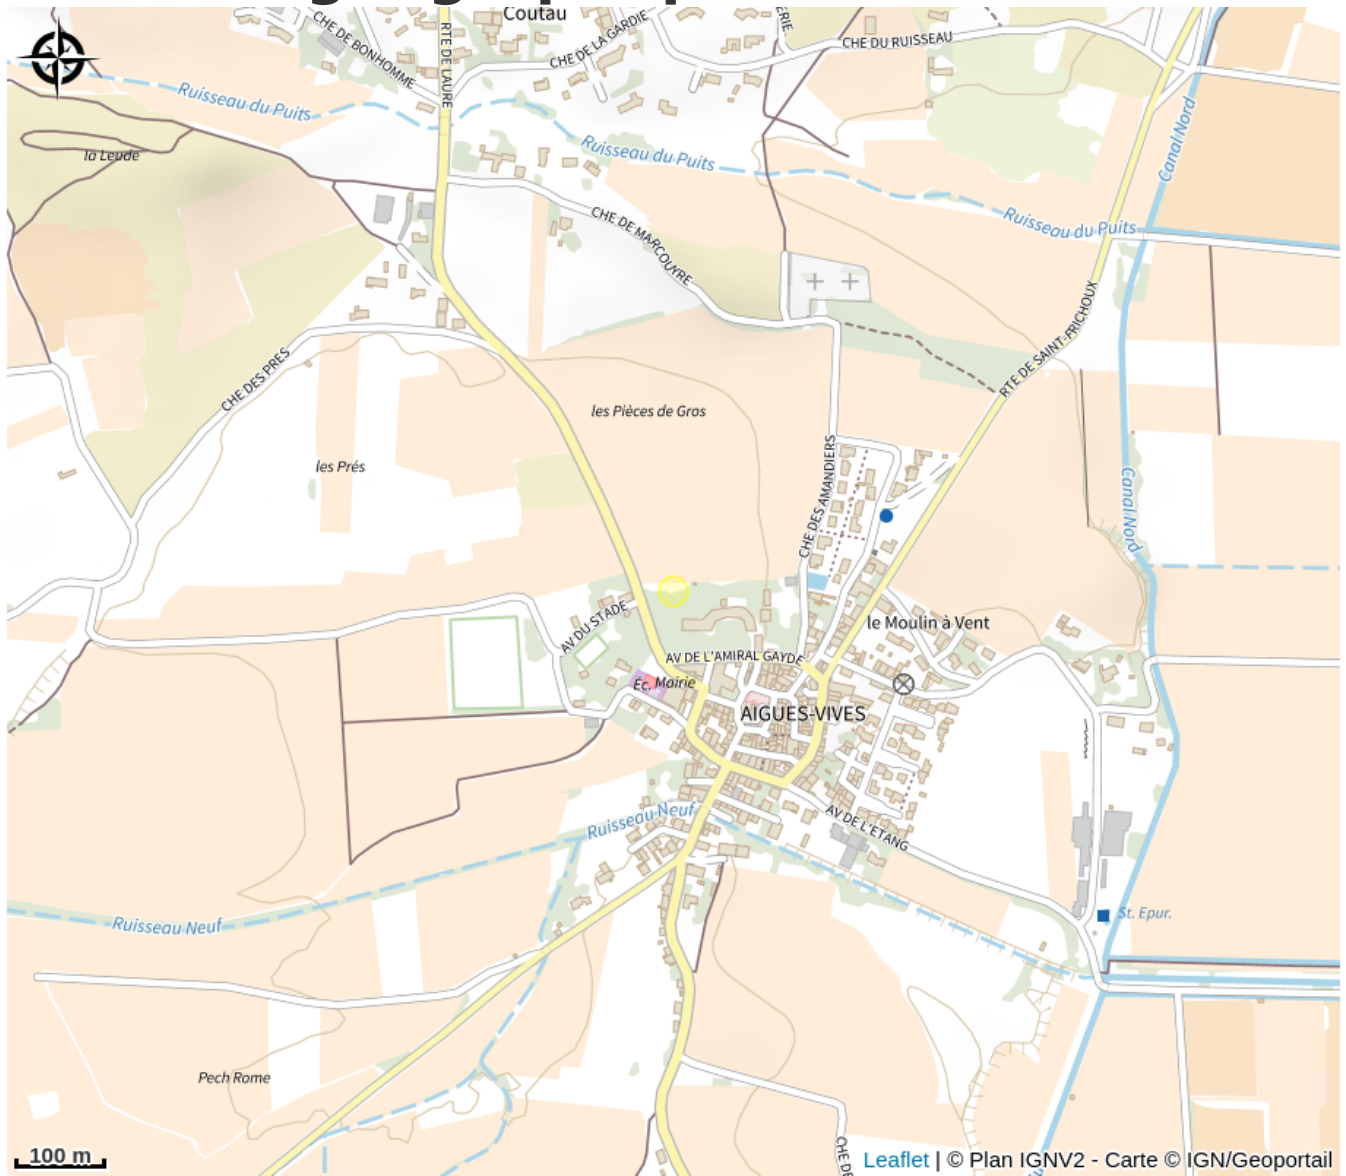 Coutau
CHE DE BONHOMME
RTE DE LAURE
CHE DE LA GARDIE
CHE DU RUISSEAU
Ruisseau du Puits
la Leude
Ruisseau du Puits
Canal Nord
Ruisseau du Puits
CHE DE MARCOUYRE
RTE DE SAINT-FRICHOUX
CHE DES PRES
les Pièces de Gros
les Prés
CHE DES AMANDIERS
Canal Nord
AV DU STADE
le Moulin à Vent
AV DE L'AMIRAL GAYDE
Éc. Mairie
AIGUES-VIVES
Ruisseau Neuf
AV DE L'ETANG
Ruisseau Neuf
St. Epur.
Pech Rome
100 m
Leaflet | © Plan IGNV2 - Carte © IGN/Geoportail